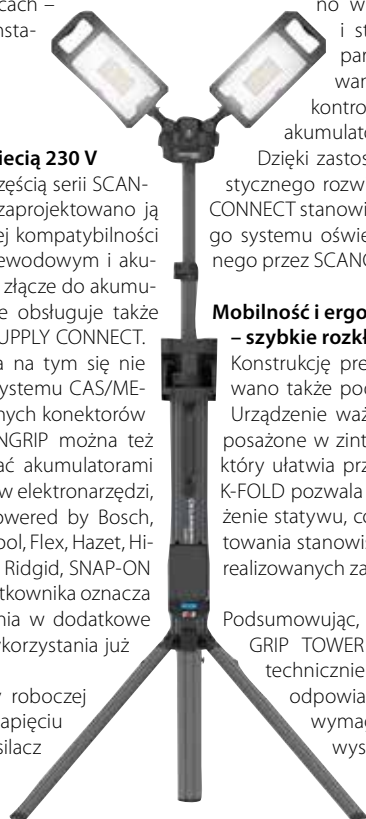 cach –
nsta-
iecią 230 V
zęścią serii SCAN-
zaprojektowano ją
ej kompatybilności
ewodowym i aku-
złącze do akumu-
e obsługuje także
SUPPLY CONNECT.
a na tym się nie
ystemu CAS/ME-
nych konektorów
NGRIP można też
ać akumulatorami
w elektronarzędzi,
owered by Bosch,
ool, Flex, Hazet, Hi-
Ridgid, SNAP-ON
tkownika oznacza
nia w dodatkowe
ykorzystania już
y roboczej
apięciu
silacz
no w
i st
par
wan
kontro
akumulato
Dzięki zastos
stycznego rozw
CONNECT stanowi
go systemu oświe
nego przez SCANG
Mobilność i ergo
– szybkie rozkł
Konstrukcję pre
wano także pod
Urządzenie waż
posażone w zint
który ułatwia prz
K-FOLD pozwala
żenie statywu, co
towania stanowis
realizowanych za
Podsumowując,
GRIP TOWER
technicznie
odpowia
wymag
wys